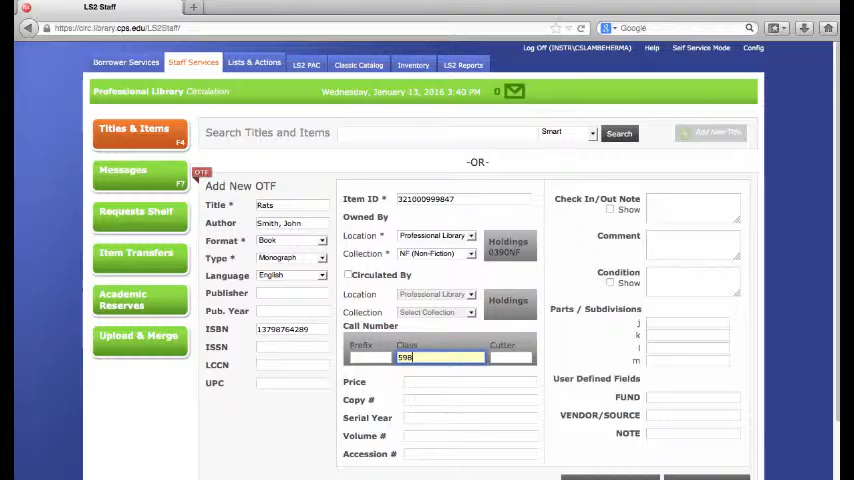 LS2 Staff
https://circ.library.cps.edu/LS2Staff/
Google
Log Off (INSTR\CSLAMBEHERMA) Help Self Service Mode Config
Borrower Services Staff Services Lists & Actions LS2 PAC Classic Catalog Inventory LS2 Reports
Professional Library Circulation Wednesday, January 13, 2016 3:40 PM 0
Titles & Items F4
Search Titles and Items Smart Search Add New Title
-OR-
Messages F7
OTF
Add New OTF
Requests Shelf
Item Transfers
Academic Reserves
Upload & Merge
Title * Rats
Author Smith, John
Format * Book
Type * Monograph
Language English
Publisher
Pub. Year
ISBN 13798764289
ISSN
LCCN
UPC
Item ID * 321000999847
Owned By
Location * Professional Library
Collection * NF (Non-Fiction)
Holdings
0390NF
Circulated By
Location Professional Library
Collection Select Collection
Holdings
Call Number
Prefix Class Cutter
598
Price
Copy #
Serial Year
Volume #
Accession #
Check In/Out Note
Show
Comment
Condition
Show
Parts / Subdivisions
j
k
l
m
User Defined Fields
FUND
VENDOR/SOURCE
NOTE